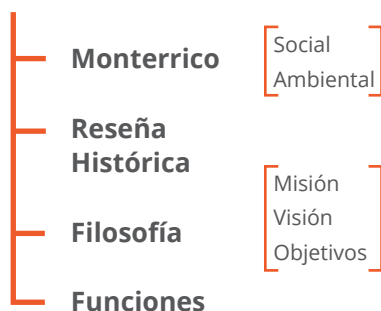 Monterrico
Social
Ambiental
Reseña
Histórica
Filosofía
Misión
Visión
Objetivos
Funciones